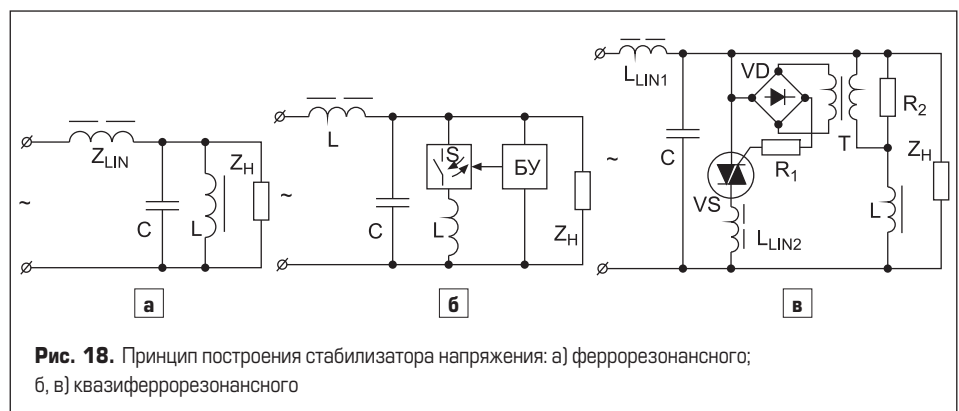 Z_LIN
C
L
Z_H
~
~
а
L
S
БУ
C
L
Z_H
б
~
L_LIN1
VD
C
T
R_2
R_1
VS
L_LIN2
L
Z_H
в
Рис. 18. Принцип построения стабилизатора напряжения: а) феррорезонансного;
б, в) квазиферрорезонансного